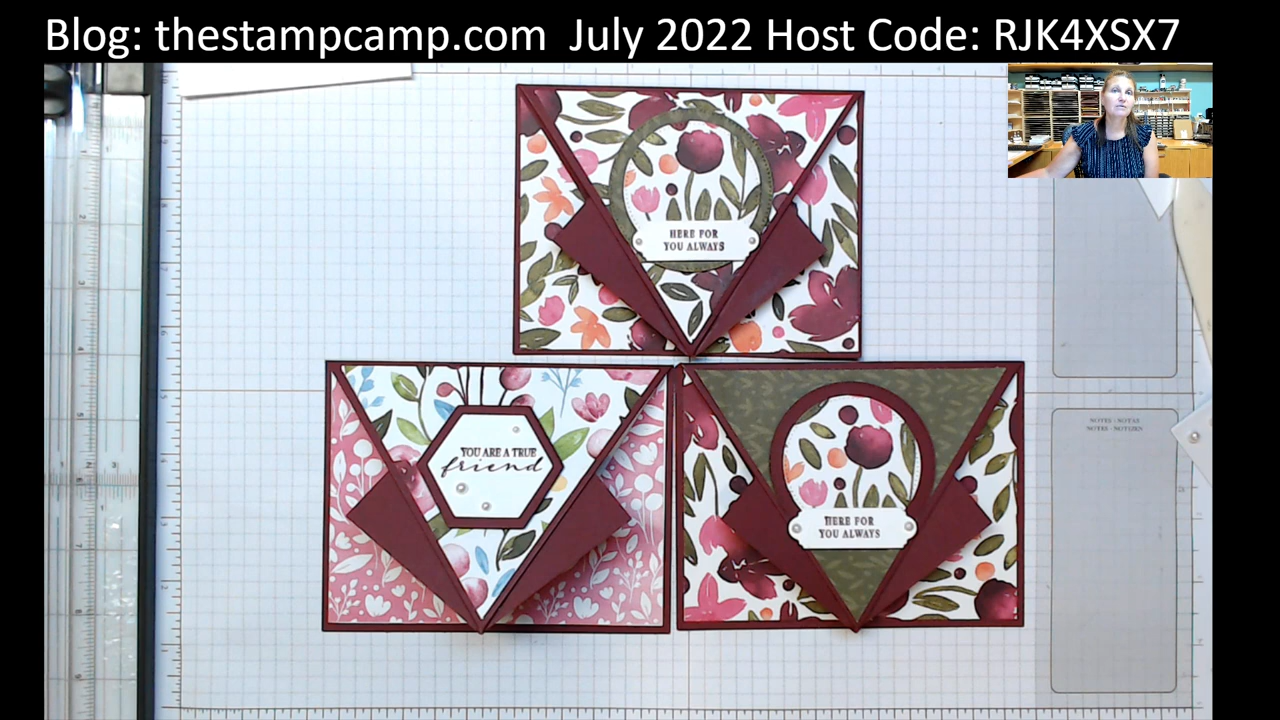 Blog: thestampcamp.com July 2022 Host Code: RJK4XSX7
HERE FOR
YOU ALWAYS
YOU ARE A TRUE
friend
HERE FOR
YOU ALWAYS